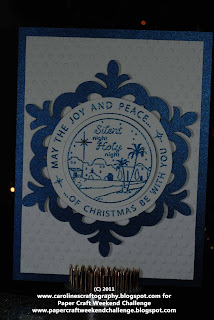 MAY THE JOY AND PEACE...
Silent
night
Holy
night
...OF CHRISTMAS BE WITH YOU
(C) 2011
www.carolinescraftography.blogspot.com for
Paper Craft Weekend Challenge
www.papercraftweekendchallenge.blogspot.com